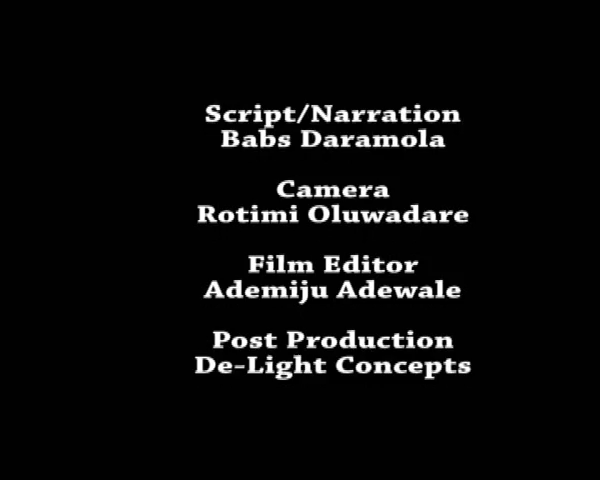 Script/Narration
Babs Daramola
Camera
Rotimi Oluwadare
Film Editor
Ademiju Adewale
Post Production
De-Light Concepts